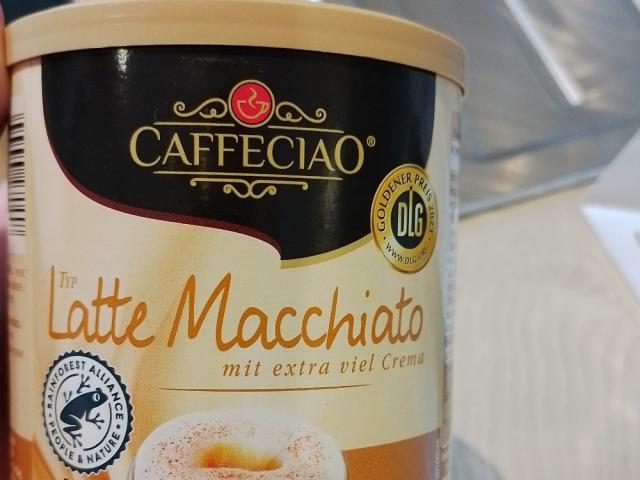 CAFFECIAO®
GOLDENER PREIS 2021
DLG
WWW.DLG.ORG
TYP
Latte Macchiato
mit extra viel Crema
RAINFOREST ALLIANCE
PEOPLE & NATURE